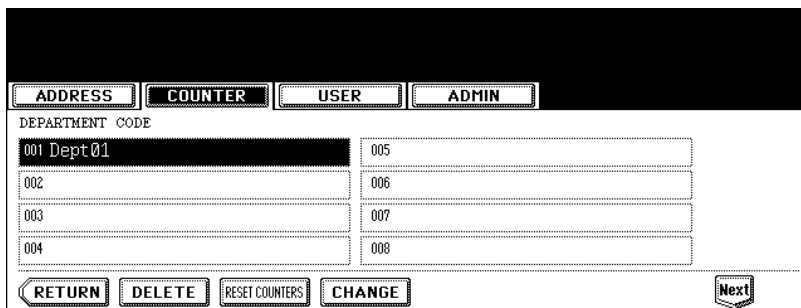 ADDRESS COUNTER USER ADMIN
DEPARTMENT CODE
001 Dept01 005
002 006
003 007
004 008
RETURN DELETE RESET COUNTERS CHANGE Next